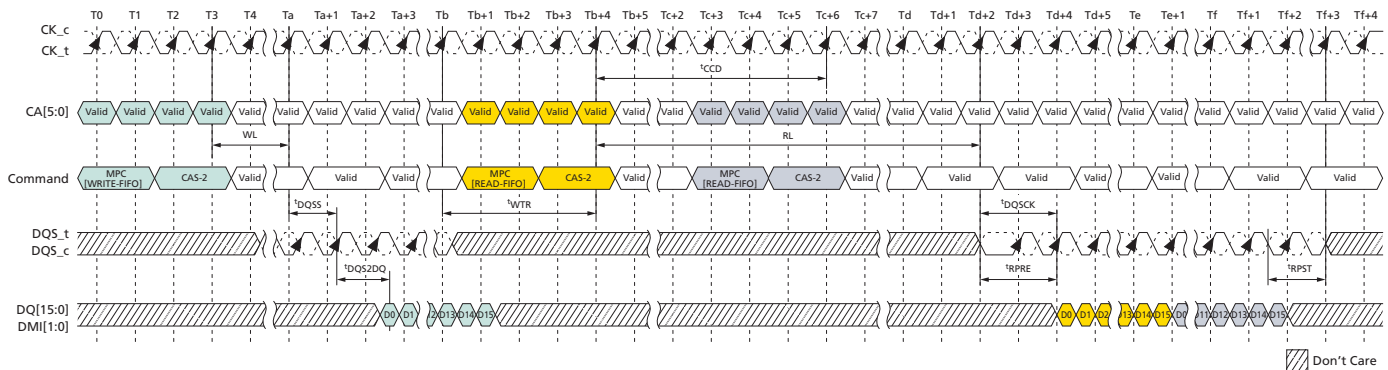 T0 T1 T2 T3 T4 Ta Ta+1 Ta+2 Ta+3 Tb Tb+1 Tb+2 Tb+3 Tb+4 Tb+5 Tc+2 Tc+3 Tc+4 Tc+5 Tc+6 Tc+7 Td Td+1 Td+2 Td+3 Td+4 Td+5 Te Te+1 Tf Tf+1 Tf+2 Tf+3 Tf+4
CK_c
CK_t
tCCD
CA[5:0] Valid Valid Valid Valid Valid Valid Valid Valid Valid Valid Valid Valid Valid Valid Valid Valid Valid Valid Valid Valid Valid Valid Valid Valid Valid Valid Valid Valid Valid Valid Valid Valid Valid Valid
WL RL
Command MPC [WRITE-FIFO] CAS-2 Valid Valid MPC [READ-FIFO] CAS-2 Valid MPC [READ-FIFO] CAS-2 Valid Valid Valid Valid Valid
tDQSS tWTR tDQSCK
DQS_t
DQS_c
tDQS2DQ tRPRE tRPST
DQ[15:0]
DMI[1:0]
D0 D1 2 D13 D14 D15 D0 D1 D2 D13 D14 D15 D0 D11 D12 D13 D14 D15
Don't Care